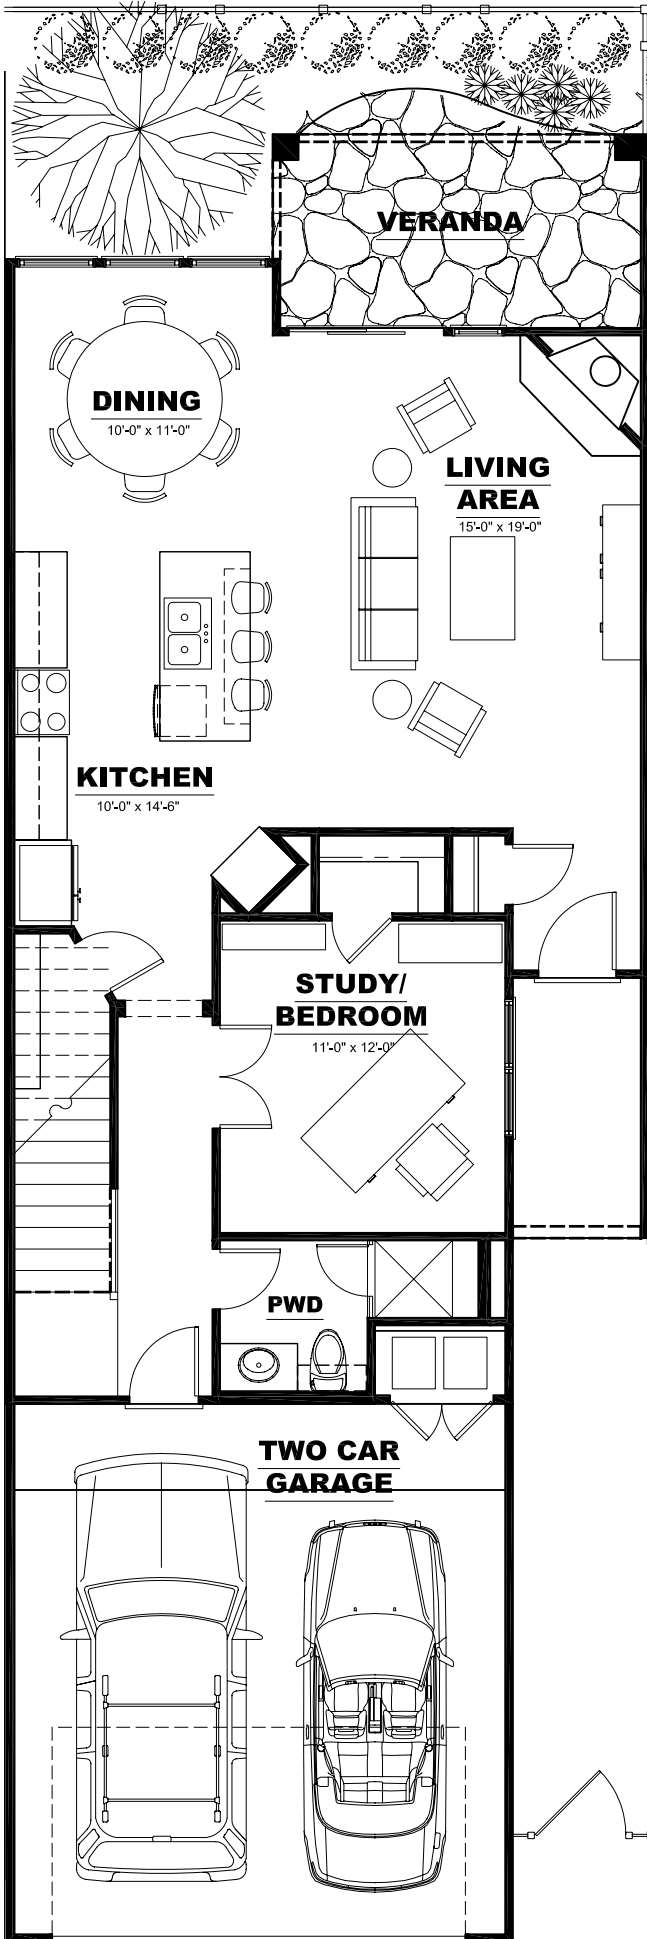 VERANDA
DINING
10'-0" x 11'-0"
LIVING
AREA
15'-0" x 19'-0"
KITCHEN
10'-0" x 14'-6"
STUDY/
BEDROOM
11'-0" x 12'-0"
PWD
TWO CAR
GARAGE